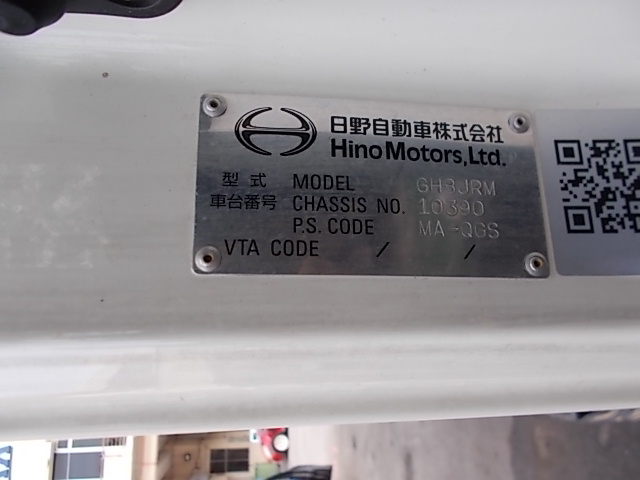 日野自動車株式会社
Hino Motors, Ltd.
型式 MODEL GH8JRM
車台番号 CHASSIS NO. 10390
P.S. CODE MA-QGS
VTA CODE / /